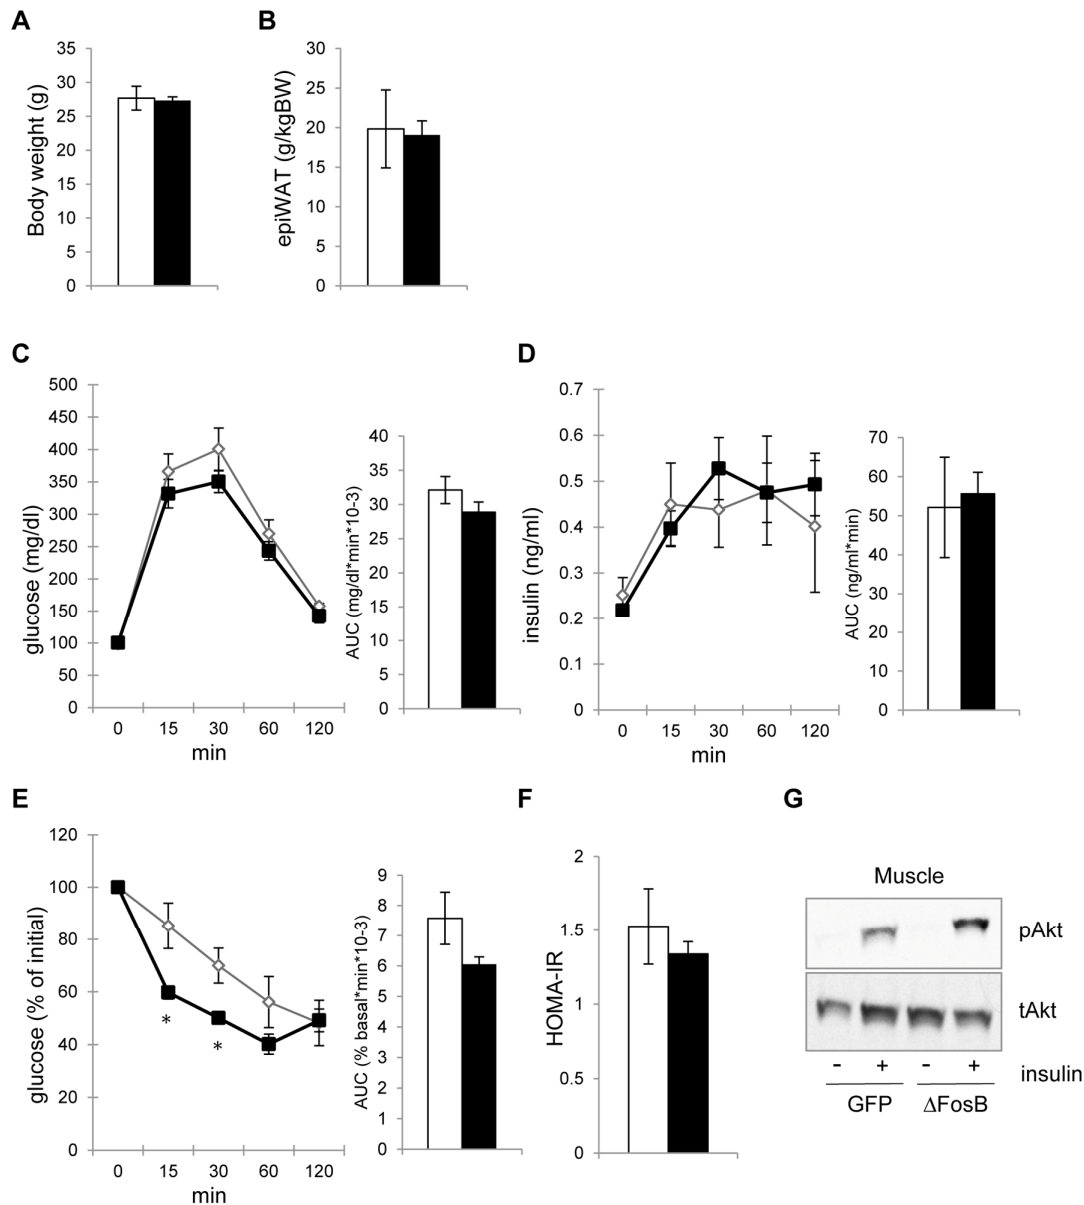 A
Body weight (g)
35
30
25
20
15
10
5
0
B
epiWAT (g/kgBW)
30
25
20
15
10
5
0
C
glucose (mg/dl)
500
450
400
350
300
250
200
150
100
50
0
0 15 30 60 120
min
AUC (mg/dl*min*10-3)
40
35
30
25
20
15
10
5
0
D
insulin (ng/ml)
0.7
0.6
0.5
0.4
0.3
0.2
0.1
0
0 15 30 60 120
min
AUC (ng/ml*min)
70
60
50
40
30
20
10
0
E
glucose (% of initial)
120
100
80
60
40
20
0
*
*
0 15 30 60 120
min
AUC (% basal*min*10-3)
9
8
7
6
5
4
3
2
1
0
F
HOMA-IR
2
1.5
1
0.5
0
G
Muscle
pAkt
tAkt
- + - + insulin
GFP ΔFosB